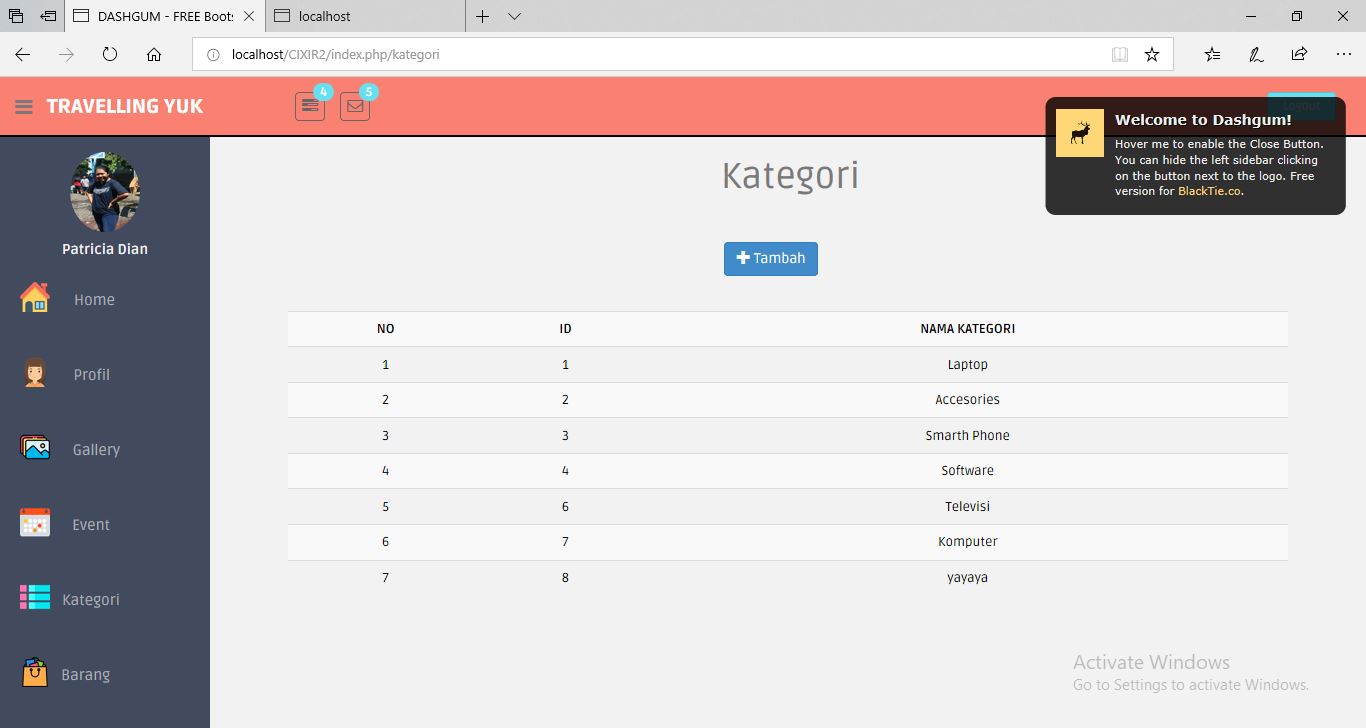 DASHGUM - FREE Boots
localhost
localhost/CIXIR2/index.php/kategori
TRAVELLING YUK
4
5
Logout
Welcome to Dashgum!
Hover me to enable the Close Button.
You can hide the left sidebar clicking
on the button next to the logo. Free
version for BlackTie.co.
Patricia Dian
Home
Profil
Gallery
Event
Kategori
Barang
Kategori
Tambah
NO ID NAMA KATEGORI
1 1 Laptop
2 2 Accesories
3 3 Smarth Phone
4 4 Software
5 6 Televisi
6 7 Komputer
7 8 yayaya
Activate Windows
Go to Settings to activate Windows.